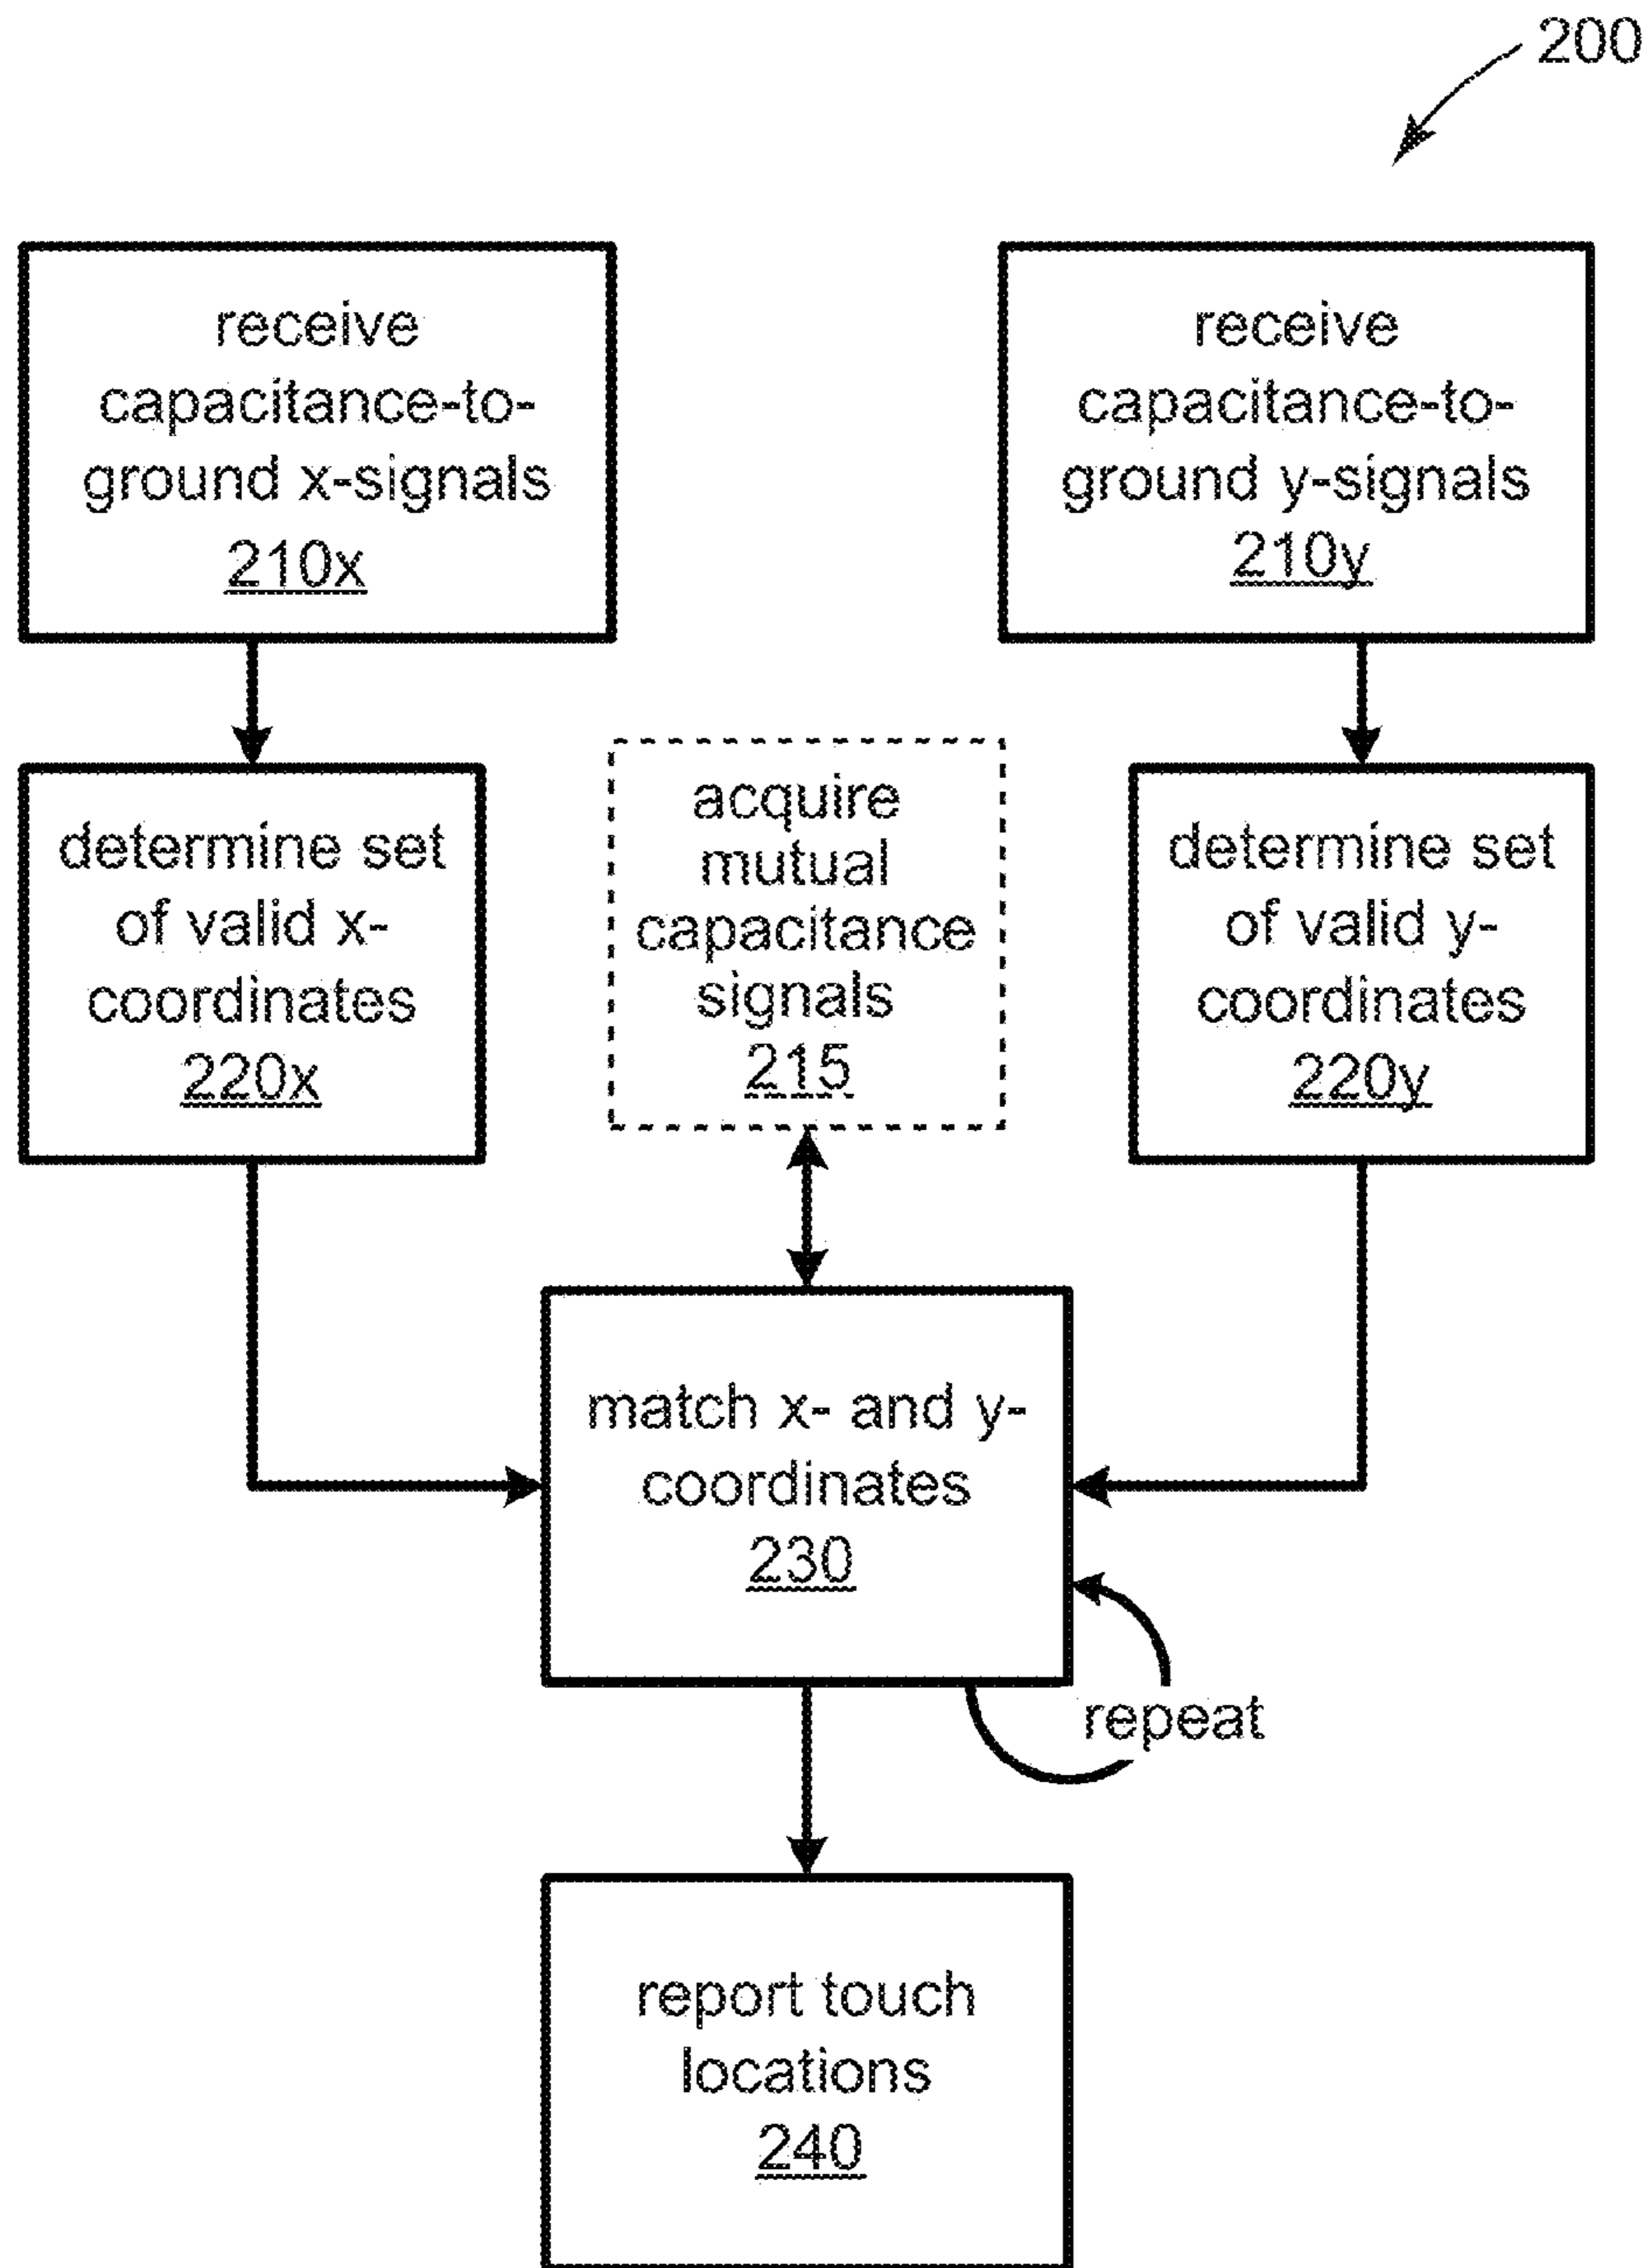 200
receive
capacitance-to-
ground x-signals
210x
receive
capacitance-to-
ground y-signals
210y
determine set
of valid x-
coordinates
220x
acquire
mutual
capacitance
signals
215
determine set
of valid y-
coordinates
220y
match x- and y-
coordinates
230
repeat
report touch
locations
240